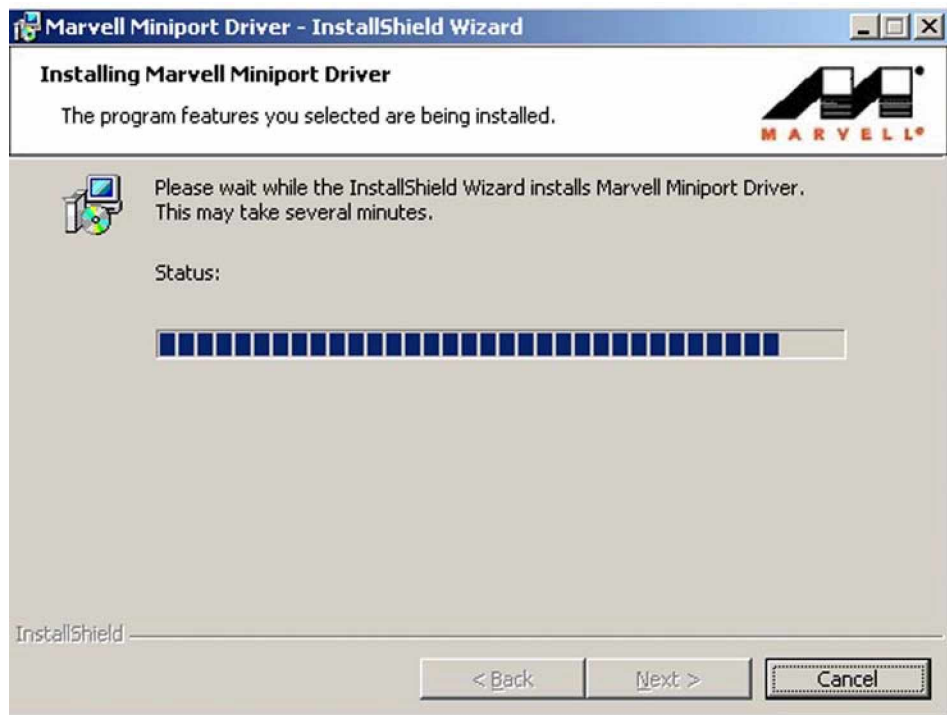 Marvell Miniport Driver - InstallShield Wizard
Installing Marvell Miniport Driver
The program features you selected are being installed.
MARVELL®
Please wait while the InstallShield Wizard installs Marvell Miniport Driver.
This may take several minutes.
Status:
InstallShield
< Back
Next >
Cancel